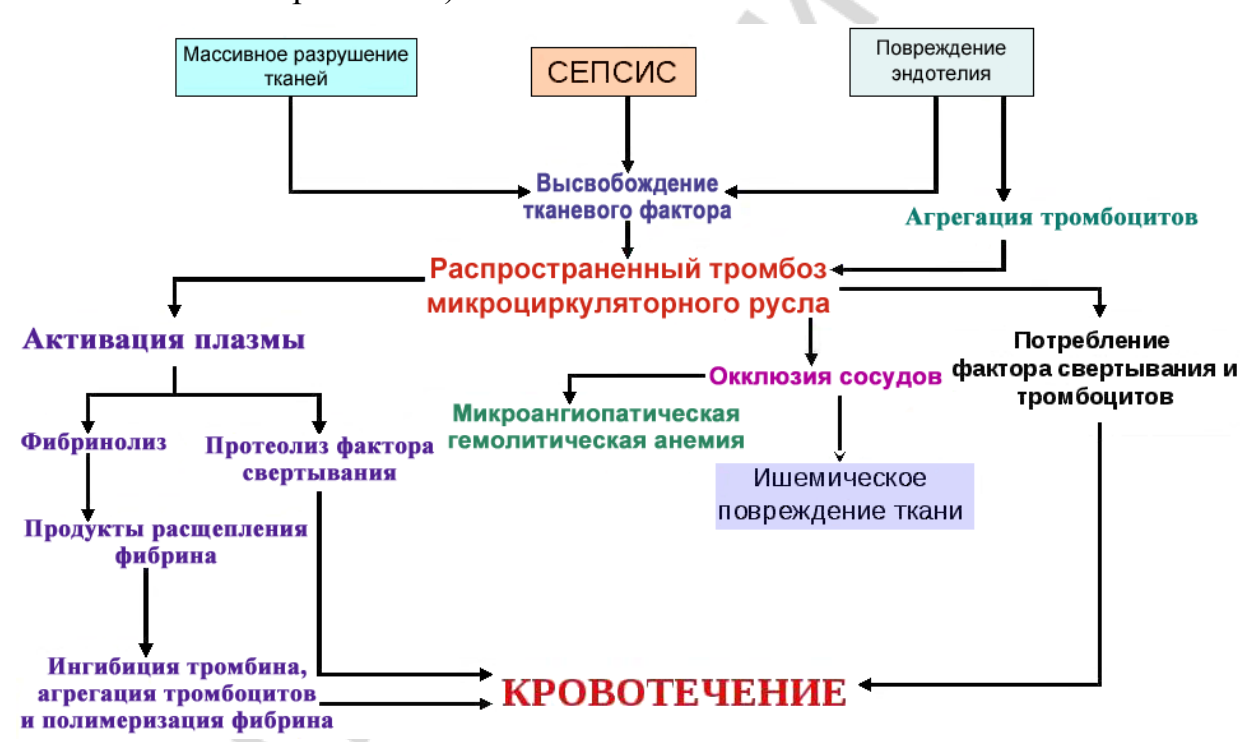 Массивное разрушение
тканей
СЕПСИС
Повреждение
эндотелия
Высвобождение
тканевого фактора
Агрегация тромбоцитов
Распространенный тромбоз
микроциркуляторного русла
Активация плазмы
Потребление
фактора свертывания и
тромбоцитов
Окклюзия сосудов
Микроангиопатическая
гемолитическая анемия
Фибринолиз
Протеолиз фактора
свертывания
Ишемическое
повреждение ткани
Продукты расщепления
фибрина
Ингибиция тромбина,
агрегация тромбоцитов
и полимеризация фибрина
КРОВОТЕЧЕНИЕ